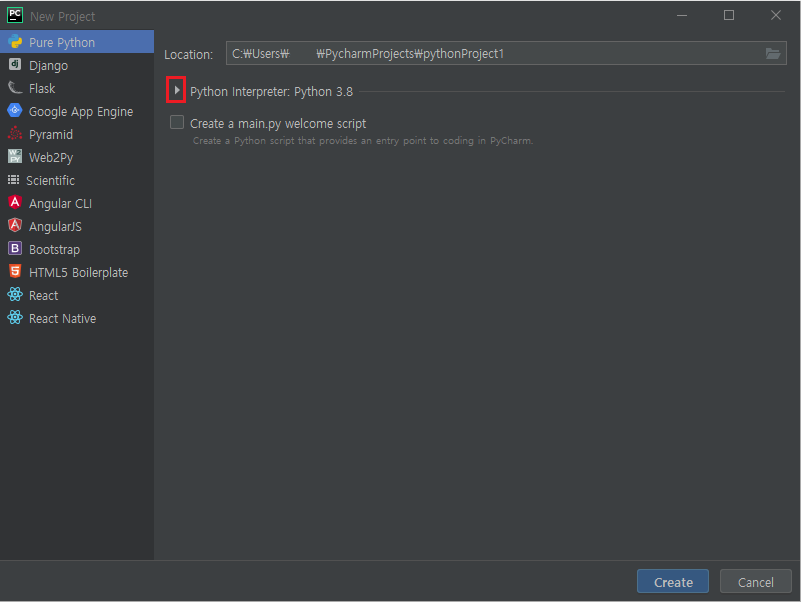 PC New Project
Pure Python
Django
Flask
Google App Engine
Pyramid
Web2Py
Scientific
Angular CLI
AngularJS
Bootstrap
HTML5 Boilerplate
React
React Native
Location: C:₩Users₩ ₩PycharmProjects₩pythonProject1
Python Interpreter: Python 3.8
Create a main.py welcome script
Create a Python script that provides an entry point to coding in PyCharm.
Create Cancel